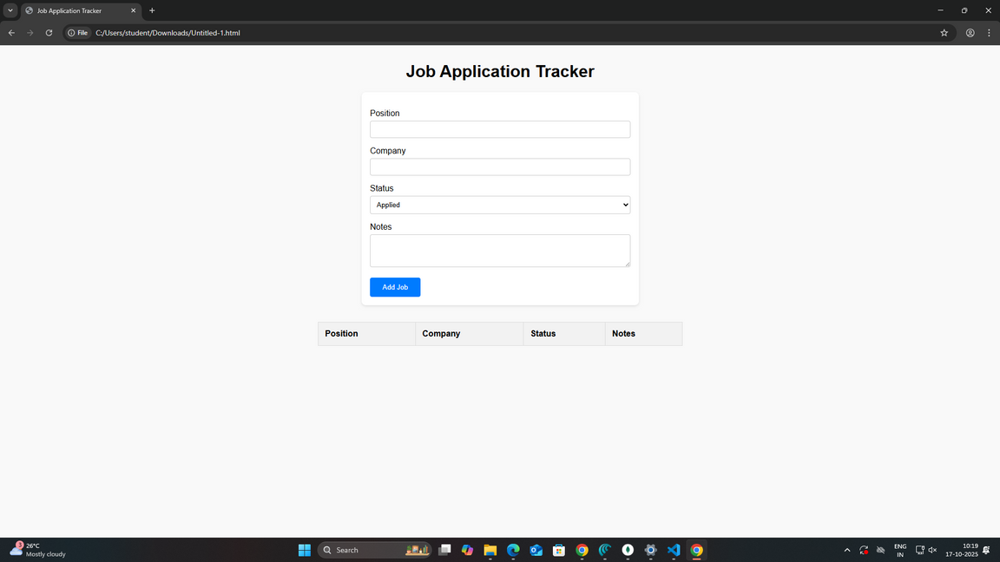 Job Application Tracker
File C:/Users/student/Downloads/Untitled-1.html
Job Application Tracker
Position
Company
Status
Applied
Notes
Add Job
Position Company Status Notes
3
26°C
Mostly cloudy
Search
ENG
IN
10:19
17-10-2025